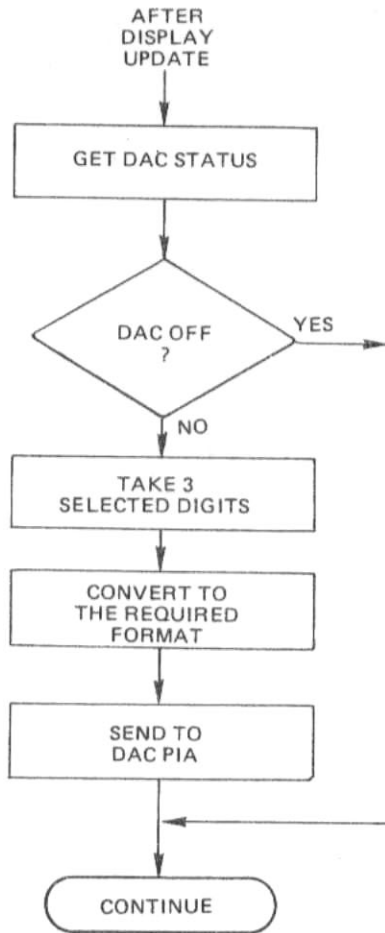 AFTER
DISPLAY
UPDATE
GET DAC STATUS
DAC OFF
?
YES
NO
TAKE 3
SELECTED DIGITS
CONVERT TO
THE REQUIRED
FORMAT
SEND TO
DAC PIA
CONTINUE